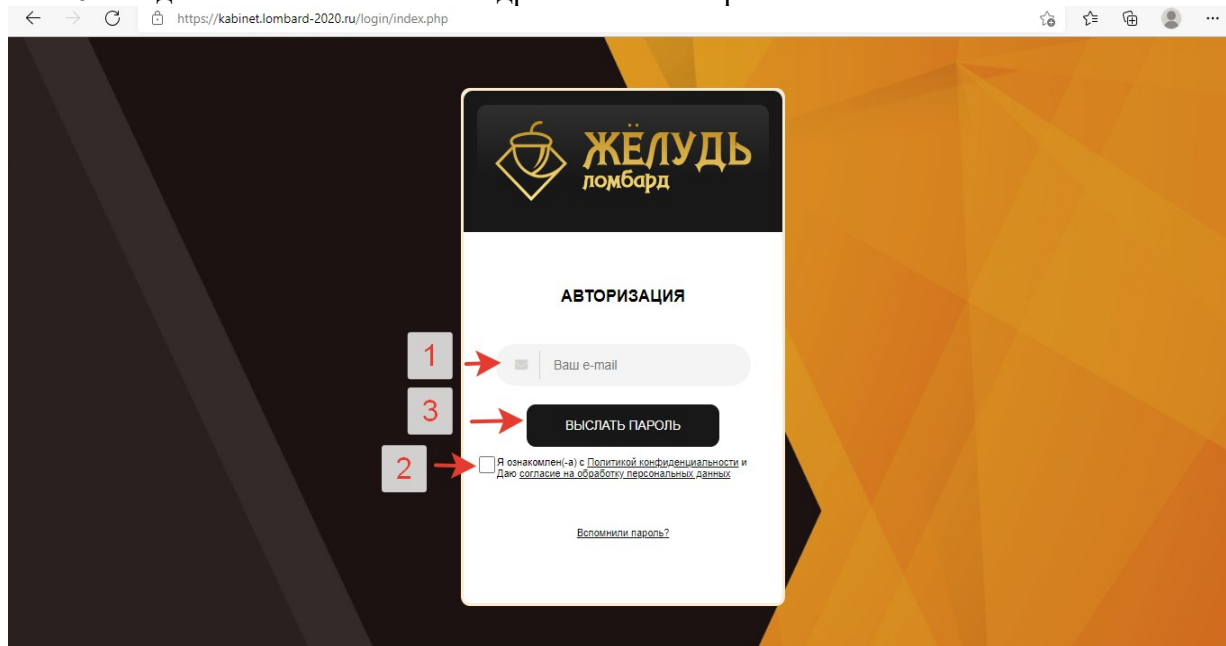 https://kabinet.lombard-2020.ru/login/index.php
ЖЁЛУДЬ
ломбард
АВТОРИЗАЦИЯ
1
Ваш e-mail
3
ВЫСЛАТЬ ПАРОЛЬ
2
Я ознакомлен(-а) с Политикой конфиденциальности и
Даю согласие на обработку персональных данных
Вспомнили пароль?